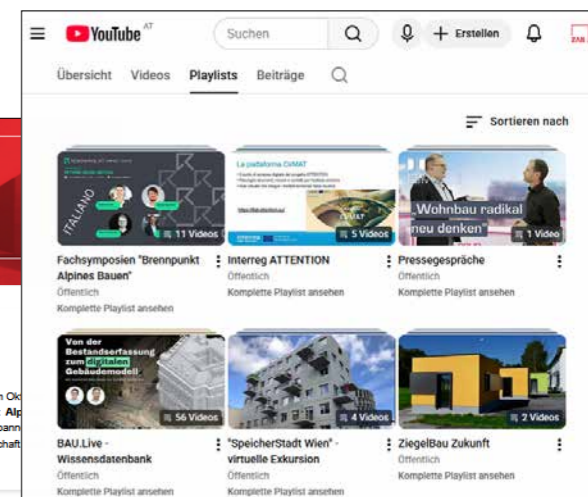 YouTube AT
Suchen
Erstellen
Übersicht Videos Playlists Beiträge
Sortieren nach
ITALIANO
11 Videos
La piattaforma CVMAT
5 Videos
„Wohnbau radikal
neu denken"
1 Video
Fachsymposien "Brennpunkt
Alpines Bauen"
Öffentlich
Komplette Playlist ansehen
Interreg ATTENTION
Öffentlich
Komplette Playlist ansehen
Pressegespräche
Öffentlich
Komplette Playlist ansehen
Von der
Bestandserfassung
zum digitalen
Gebäudemodell
56 Videos
4 Videos
2 Videos
BAU.Live -
Wissensdatenbank
Öffentlich
Komplette Playlist ansehen
"SpeicherStadt Wien" -
virtuelle Exkursion
Öffentlich
Komplette Playlist ansehen
ZiegelBau Zukunft
Öffentlich
Komplette Playlist ansehen